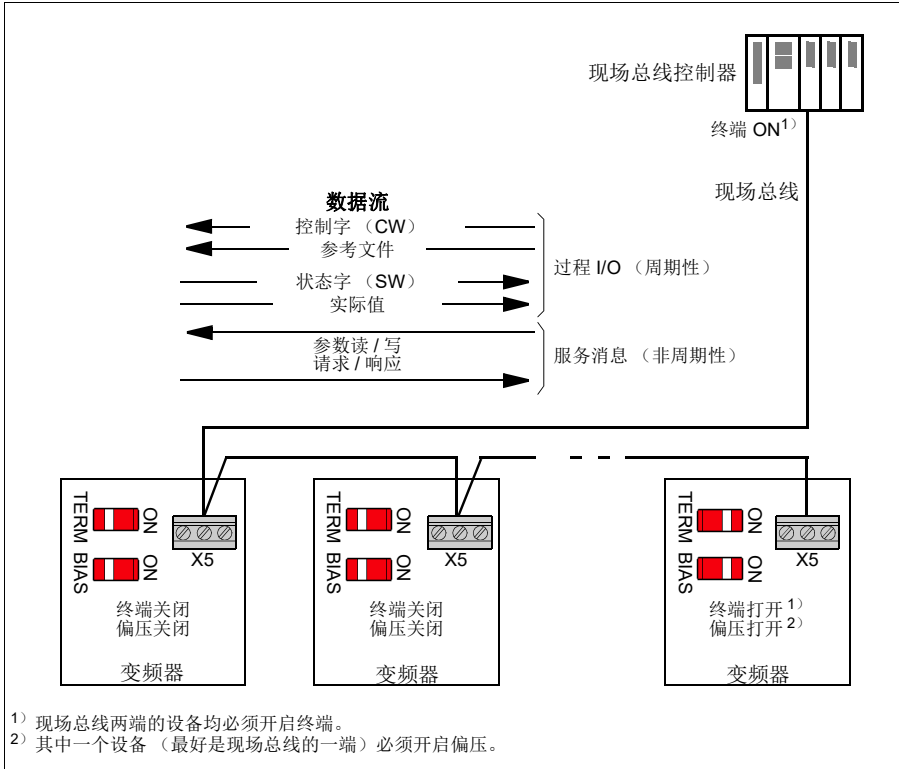 现场总线控制器
终端 ON1）
现场总线
数据流
控制字 （CW）
参考文件
过程 I/O （周期性）
状态字 （SW）
实际值
参数读 / 写
请求 / 响应
服务消息 （非周期性）
TERM ON
BIAS ON
X5
终端关闭
偏压关闭
变频器
TERM ON
BIAS ON
X5
终端关闭
偏压关闭
变频器
TERM ON
BIAS ON
X5
终端打开 1）
偏压打开 2）
变频器
1） 现场总线两端的设备均必须开启终端。
2） 其中一个设备 （最好是现场总线的一端）必须开启偏压。